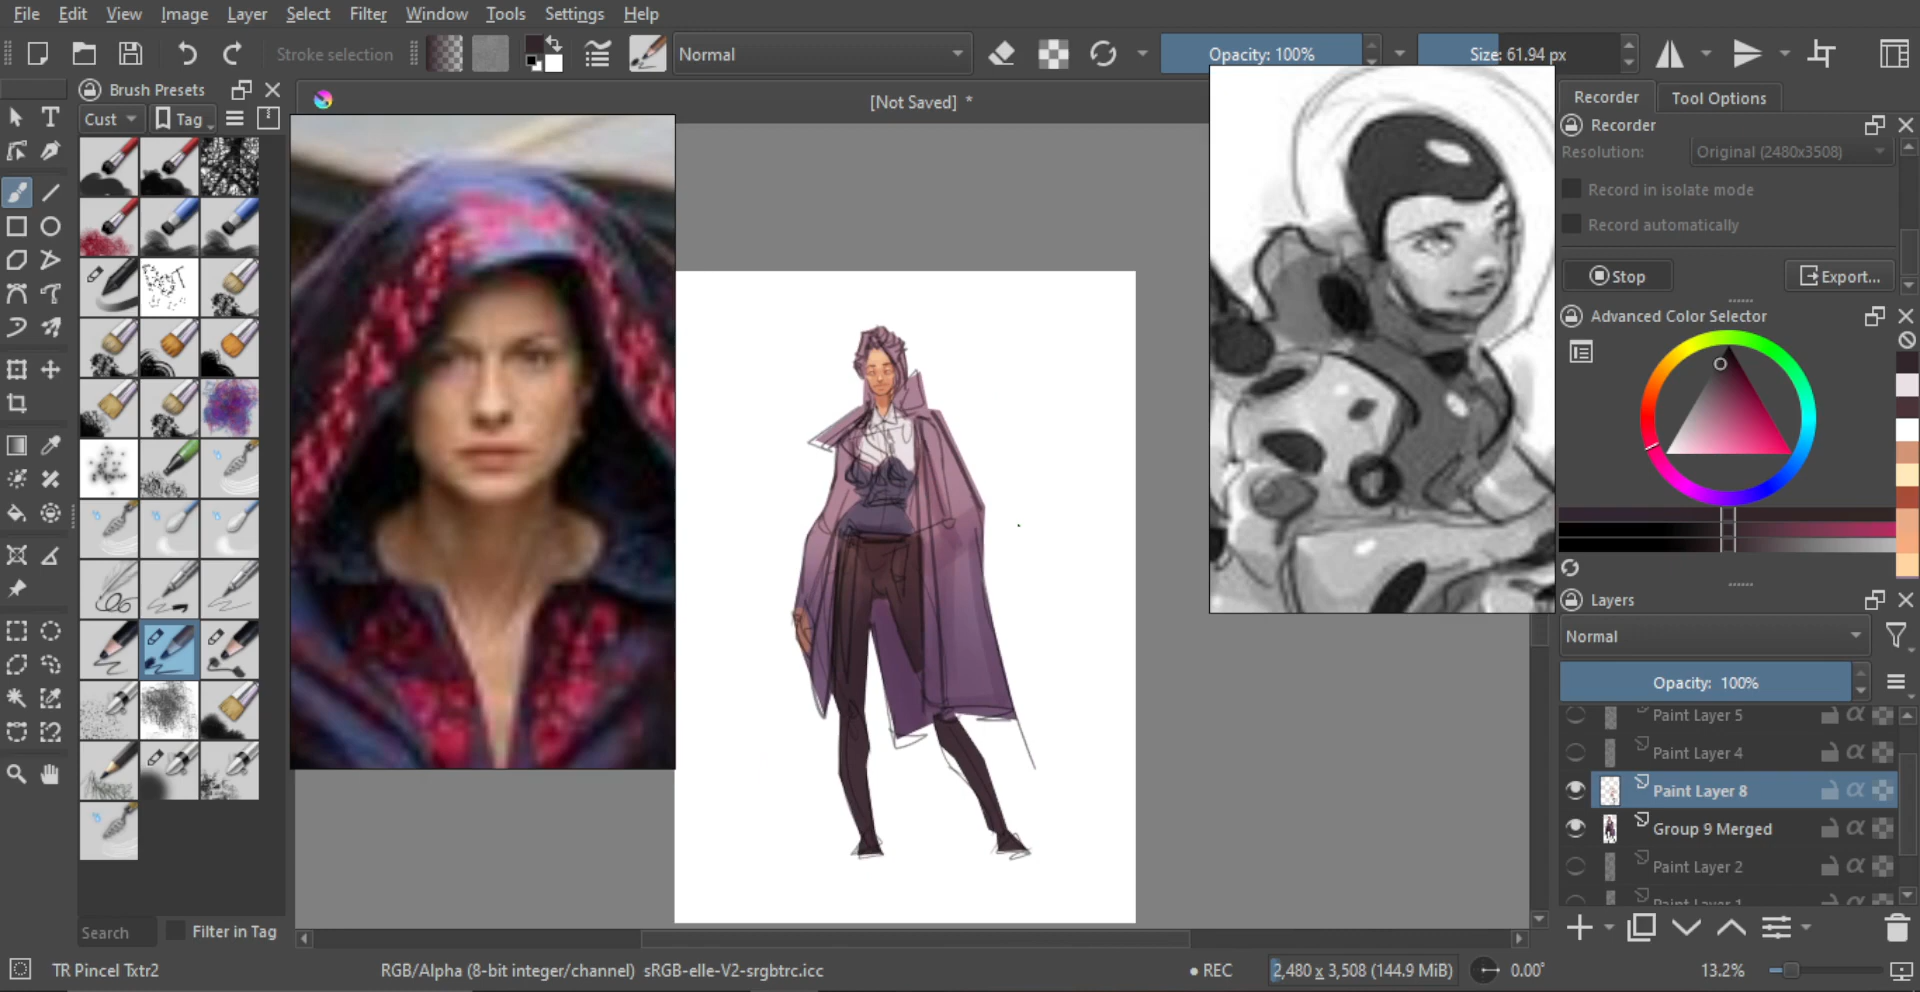 File Edit View Image Layer Select Filter Window Tools Settings Help
Stroke selection Normal Opacity: 100% Size: 61.94 px
Brush Presets
Cust Tag
[Not Saved] *
Recorder Tool Options
Recorder
Resolution: Original (2480x3508)
Record in isolate mode
Record automatically
Stop Export...
Advanced Color Selector
Layers
Normal
Opacity: 100%
Paint Layer 5
Paint Layer 4
Paint Layer 8
Group 9 Merged
Paint Layer 2
Paint Layer 1
Search Filter in Tag
TR Pincel Txtr2 RGB/Alpha (8-bit integer/channel) sRGB-elle-V2-srgbtrc.icc • REC 2,480 x 3,508 (144.9 MiB) 0.00° 13.2%